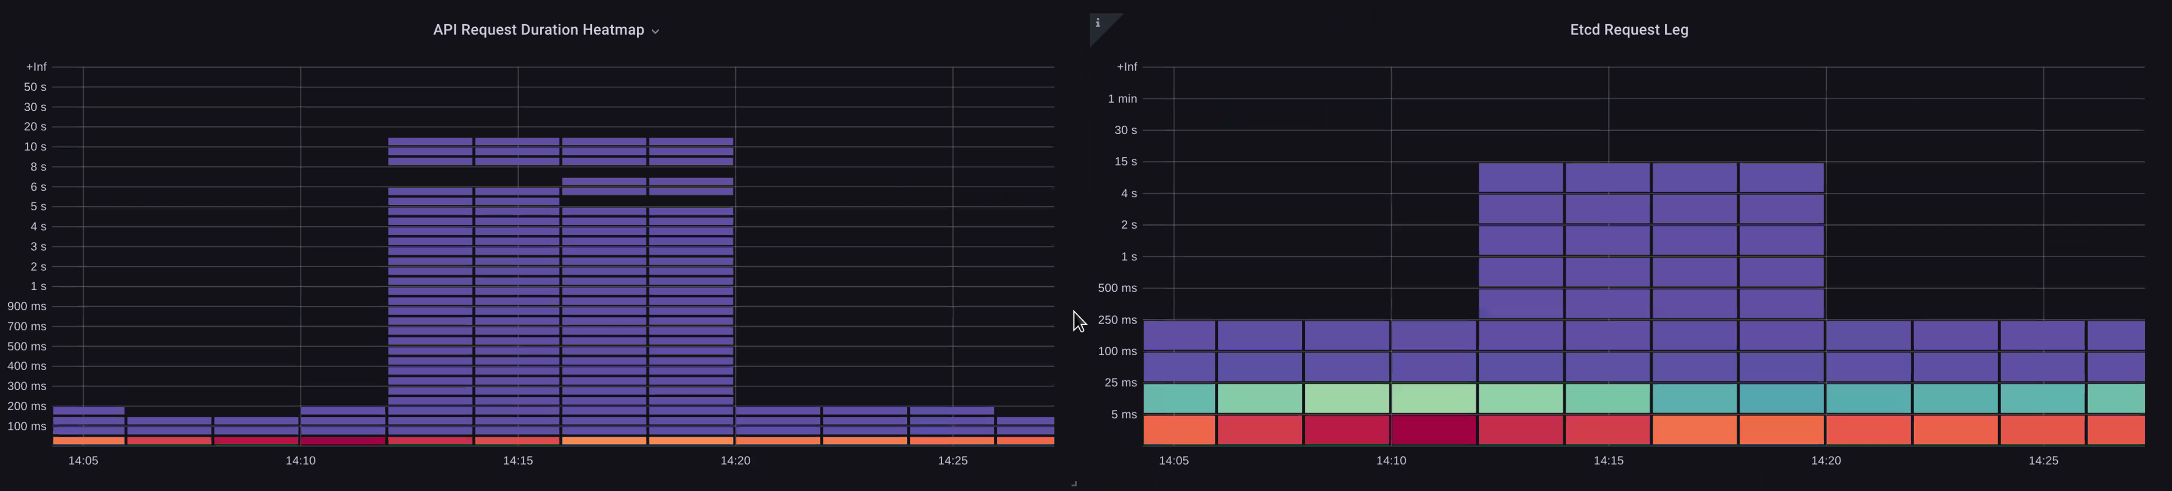 API Request Duration Heatmap
+Inf
50 s
30 s
20 s
10 s
8 s
6 s
5 s
4 s
3 s
2 s
1 s
900 ms
700 ms
500 ms
400 ms
300 ms
200 ms
100 ms
14:05 14:10 14:15 14:20 14:25
i
Etcd Request Leg
+Inf
1 min
30 s
15 s
4 s
2 s
1 s
500 ms
250 ms
100 ms
25 ms
5 ms
14:05 14:10 14:15 14:20 14:25